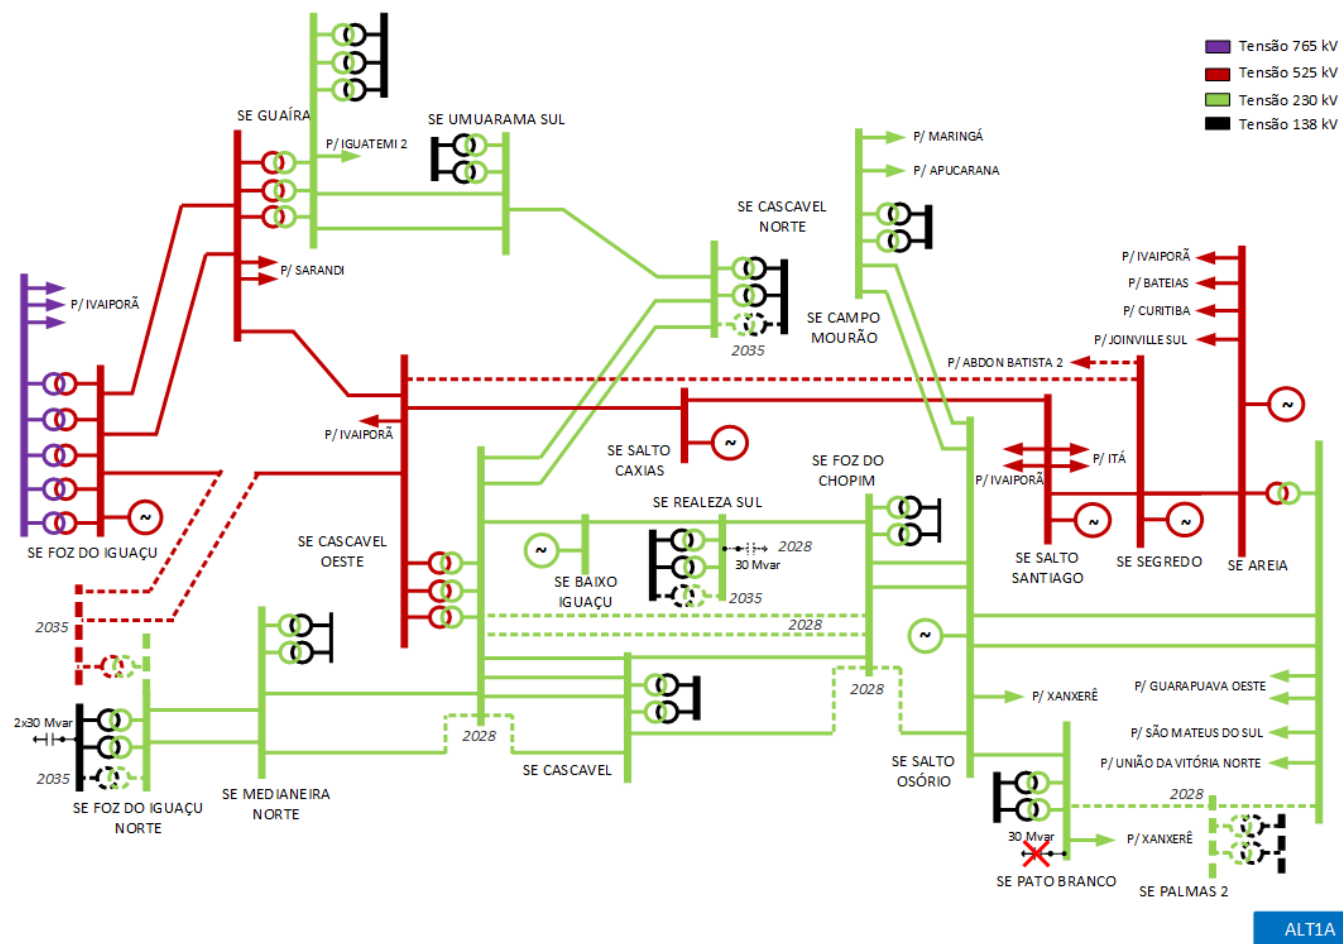 Tensão 765 kV
Tensão 525 kV
Tensão 230 kV
Tensão 138 kV
SE GUAÍRA
P/ IGUATEMI 2
SE UMUARAMA SUL
P/ MARINGÁ
P/ APUCARANA
SE CASCAVEL
NORTE
P/ SARANDI
P/ IVAIPORÃ
P/ IVAIPORÃ
P/ BATEIAS
P/ CURITIBA
P/ JOINVILLE SUL
SE CAMPO
MOURÃO
2035
P/ ABDON BATISTA 2
~
P/ IVAIPORÃ
SE SALTO
CAXIAS
~
SE FOZ DO
CHOPIM
P/ ITÁ
P/ IVAIPORÃ
SE REALEZA SUL
~
SE FOZ DO IGUAÇU
SE CASCAVEL
OESTE
~
SE BAIXO
IGUAÇU
2028
30 Mvar
2035
~
SE SALTO
SANTIAGO
~
SE SEGREDO
SE AREIA
2035
2028
~
2028
P/ XANXERÊ
P/ GUARAPUAVA OESTE
P/ SÃO MATEUS DO SUL
P/ UNIÃO DA VITÓRIA NORTE
2x30 Mvar
2035
SE FOZ DO IGUAÇU
NORTE
SE MEDIANEIRA
NORTE
2028
SE CASCAVEL
SE SALTO
OSÓRIO
2028
30 Mvar
P/ XANXERÊ
SE PATO BRANCO
SE PALMAS 2
ALT1A